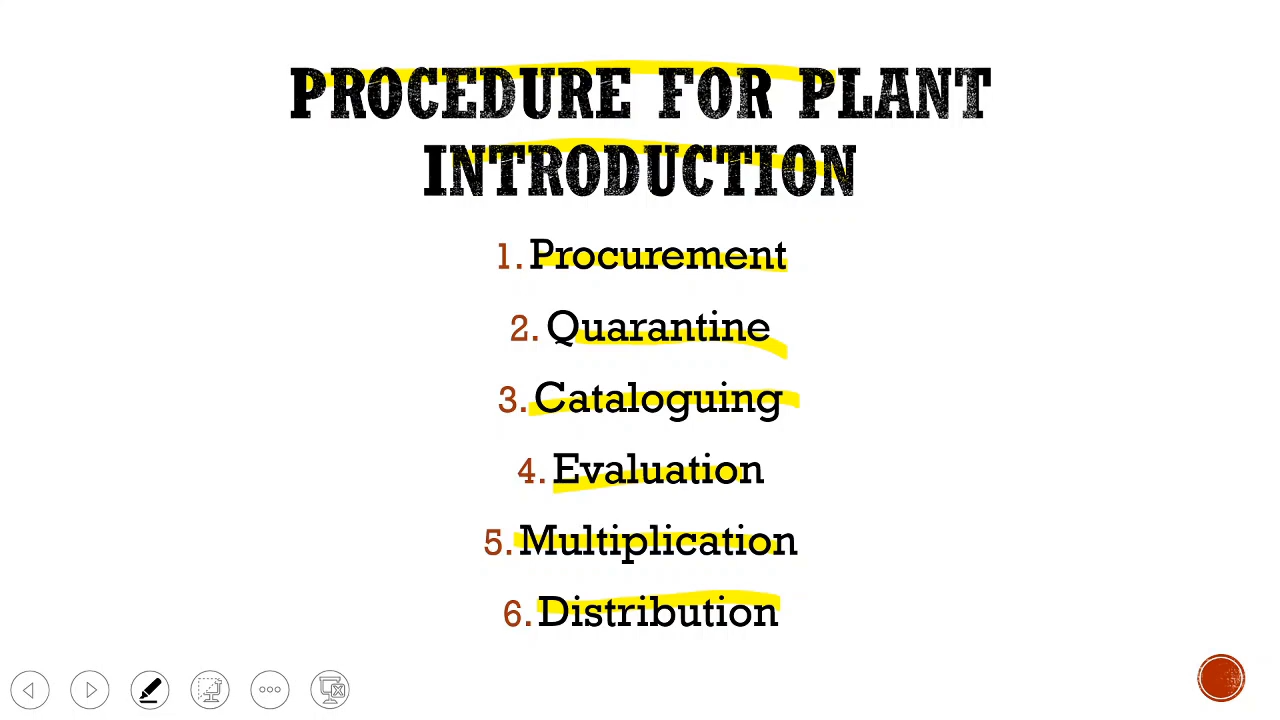 PROCEDURE FOR PLANT
INTRODUCTION
1. Procurement
2. Quarantine
3. Cataloguing
4. Evaluation
5. Multiplication
6. Distribution